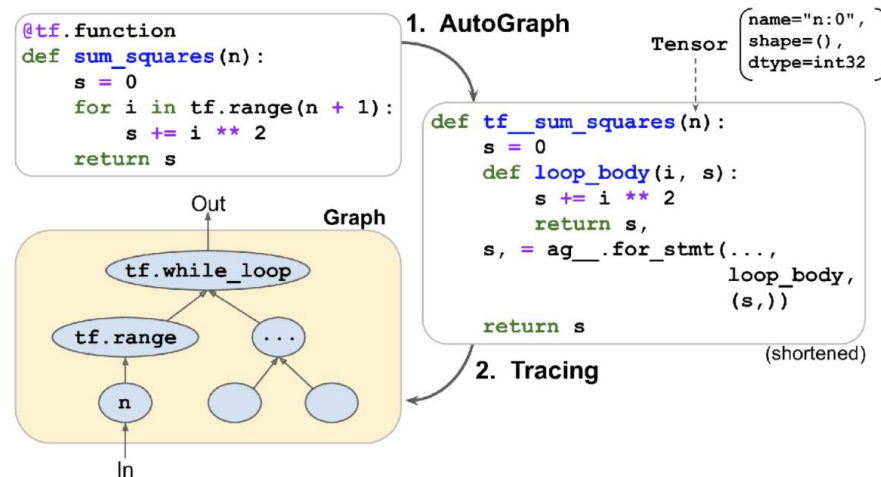 @tf.function
def sum_squares(n):
    s = 0
    for i in tf.range(n + 1):
        s += i ** 2
    return s
1. AutoGraph
Tensor
name="n:0",
shape=(),
dtype=int32
def tf__sum_squares(n):
    s = 0
    def loop_body(i, s):
        s += i ** 2
        return s,
    s, = ag__.for_stmt(...,
                       loop_body,
                       (s,))
    return s
(shortened)
2. Tracing
Out
Graph
tf.while_loop
tf.range
...
n
In